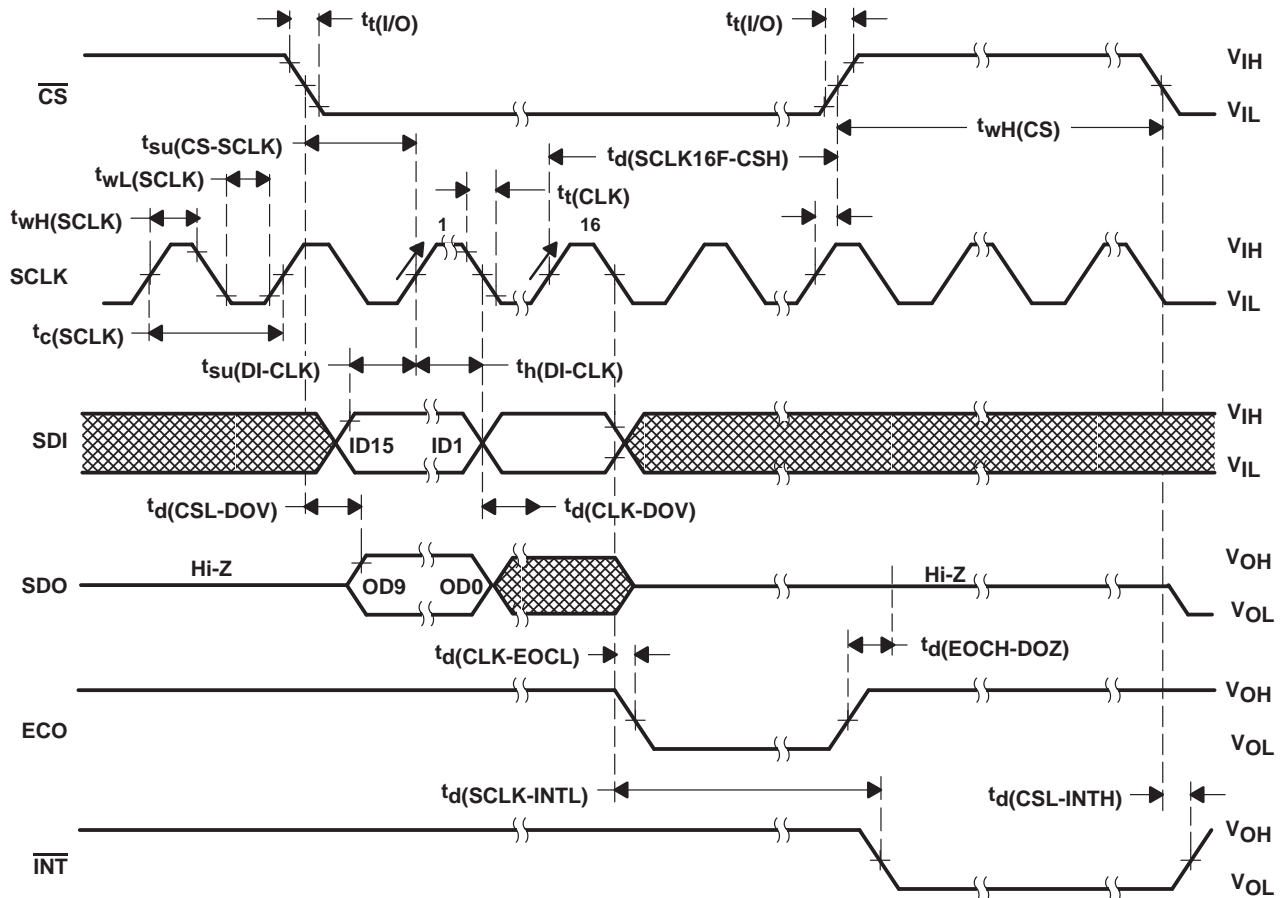 tt(I/O) tt(I/O)
VIH
CS
VIL
twH(CS)
tsu(CS-SCLK) td(SCLK16F-CSH)
twL(SCLK) tt(CLK)
twH(SCLK)
1 16
VIH
SCLK
VIL
tc(SCLK)
tsu(DI-CLK) th(DI-CLK)
VIH
SDI ID15 ID1
VIL
td(CSL-DOV) td(CLK-DOV)
VOH
Hi-Z Hi-Z
SDO OD9 OD0
VOL
td(CLK-EOCL) td(EOCH-DOZ)
VOH
ECO
VOL
td(SCLK-INTL) td(CSL-INTH)
VOH
INT
VOL